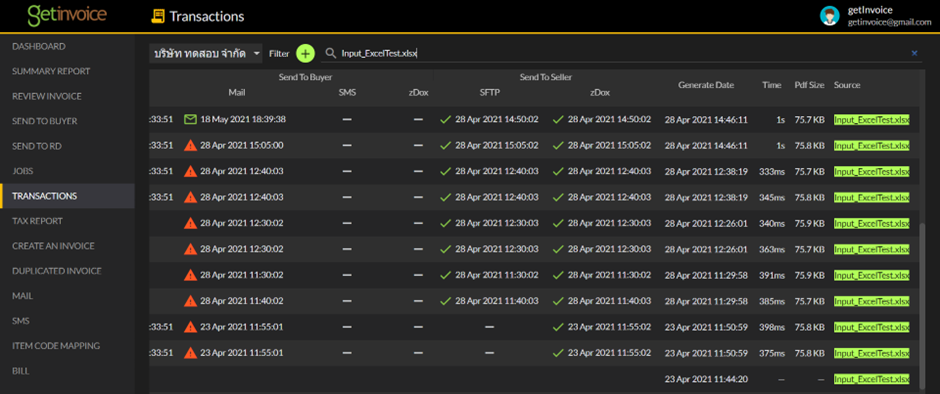 getinvoice
Transactions
getInvoice
getinvoice@gmail.com
DASHBOARD
SUMMARY REPORT
REVIEW INVOICE
SEND TO BUYER
SEND TO RD
JOBS
TRANSACTIONS
TAX REPORT
CREATE AN INVOICE
DUPLICATED INVOICE
MAIL
SMS
ITEM CODE MAPPING
BILL
บริษัท ทดสอบ จำกัด Filter + Input_ExcelTest.xlsx ×
Send To Buyer Send To Seller
Mail SMS zDox SFTP zDox Generate Date Time Pdf Size Source
:33:51 18 May 2021 18:39:38 — — 28 Apr 2021 14:50:02 28 Apr 2021 14:50:02 28 Apr 2021 14:46:11 1s 75.7 KB Input_ExcelTest.xlsx
:33:51 28 Apr 2021 15:05:00 — — 28 Apr 2021 15:05:02 28 Apr 2021 15:05:02 28 Apr 2021 14:46:11 1s 75.8 KB Input_ExcelTest.xlsx
:33:51 28 Apr 2021 12:40:03 — — 28 Apr 2021 12:40:03 28 Apr 2021 12:40:03 28 Apr 2021 12:38:19 333ms 75.7 KB Input_ExcelTest.xlsx
:33:51 28 Apr 2021 12:40:03 — — 28 Apr 2021 12:40:03 28 Apr 2021 12:40:03 28 Apr 2021 12:38:19 345ms 75.8 KB Input_ExcelTest.xlsx
28 Apr 2021 12:30:02 — — 28 Apr 2021 12:30:03 28 Apr 2021 12:30:03 28 Apr 2021 12:26:01 340ms 75.9 KB Input_ExcelTest.xlsx
28 Apr 2021 12:30:02 — — 28 Apr 2021 12:30:03 28 Apr 2021 12:30:03 28 Apr 2021 12:26:01 363ms 75.7 KB Input_ExcelTest.xlsx
28 Apr 2021 11:30:02 — — 28 Apr 2021 11:30:02 28 Apr 2021 11:30:02 28 Apr 2021 11:29:58 391ms 75.9 KB Input_ExcelTest.xlsx
28 Apr 2021 11:40:02 — — 28 Apr 2021 11:40:03 28 Apr 2021 11:40:03 28 Apr 2021 11:29:58 385ms 75.7 KB Input_ExcelTest.xlsx
:33:51 23 Apr 2021 11:55:01 — — — 23 Apr 2021 11:55:02 23 Apr 2021 11:50:59 398ms 75.8 KB Input_ExcelTest.xlsx
:33:51 23 Apr 2021 11:55:01 — — — 23 Apr 2021 11:55:02 23 Apr 2021 11:50:59 375ms 75.8 KB Input_ExcelTest.xlsx
23 Apr 2021 11:44:20 — — Input_ExcelTest.xlsx